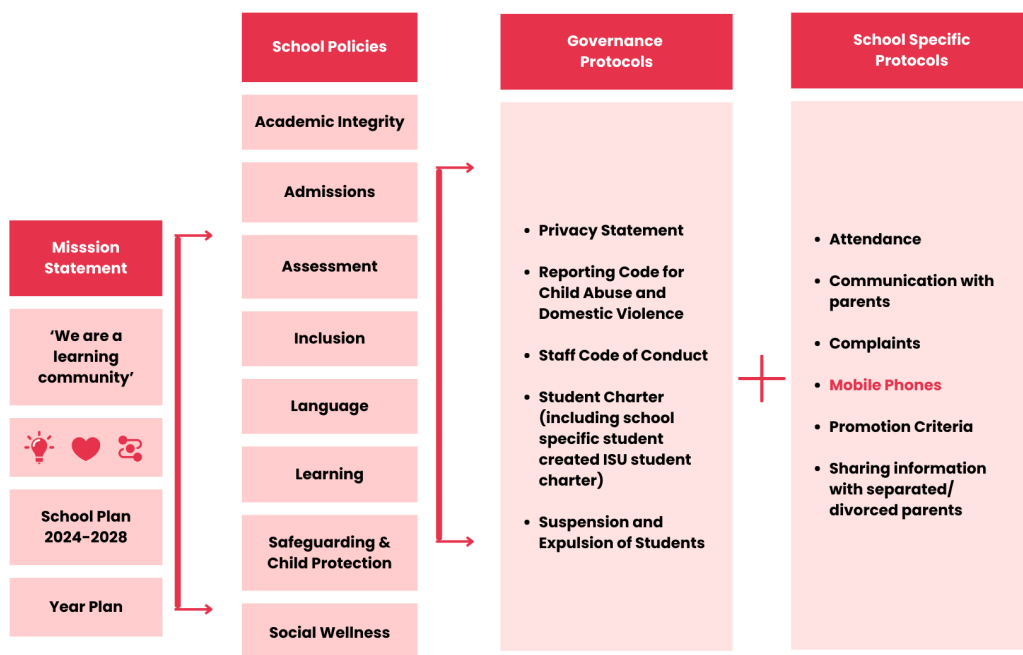 Misssion
Statement
‘We are a
learning
community’
School Plan
2024-2028
Year Plan
School Policies
Academic Integrity
Admissions
Assessment
Inclusion
Language
Learning
Safeguarding &
Child Protection
Social Wellness
Governance
Protocols
• Privacy Statement
• Reporting Code for
Child Abuse and
Domestic Violence
• Staff Code of Conduct
• Student Charter
(including school
specific student
created ISU student
charter)
• Suspension and
Expulsion of Students
School Specific
Protocols
• Attendance
• Communication with
parents
• Complaints
• Mobile Phones
• Promotion Criteria
• Sharing information
with separated/
divorced parents